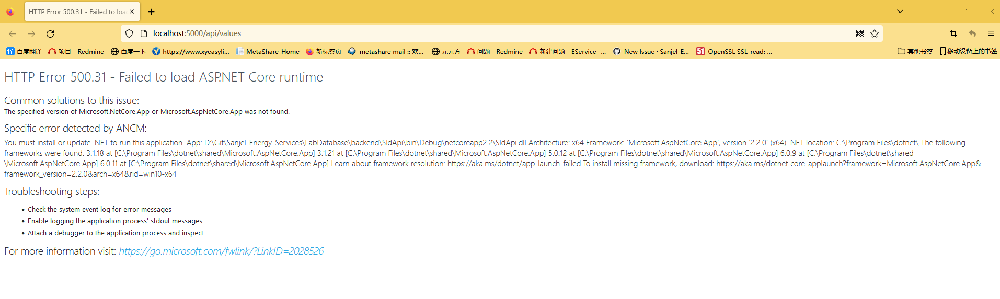 HTTP Error 500.31 - Failed to loa
localhost:5000/api/values
百度翻译 项目 - Redmine 百度一下 https://www.xyeasyli... MetaShare-Home 新标签页 metashare mail :: 欢... 元元方 问题 - Redmine 新建问题 - EService -... New Issue · Sanjel-E... OpenSSL SSL_read: ... 其他书签 移动设备上的书签
HTTP Error 500.31 - Failed to load ASP.NET Core runtime
Common solutions to this issue:
The specified version of Microsoft.NetCore.App or Microsoft.AspNetCore.App was not found.
Specific error detected by ANCM:
You must install or update .NET to run this application. App: D:\Git\Sanjel-Energy-Services\LabDatabase\backend\SldApi\bin\Debug\netcoreapp2.2\SldApi.dll Architecture: x64 Framework: 'Microsoft.AspNetCore.App', version '2.2.0' (x64) .NET location: C:\Program Files\dotnet\ The following
frameworks were found: 3.1.18 at [C:\Program Files\dotnet\shared\Microsoft.AspNetCore.App] 3.1.21 at [C:\Program Files\dotnet\shared\Microsoft.AspNetCore.App] 5.0.12 at [C:\Program Files\dotnet\shared\Microsoft.AspNetCore.App] 6.0.9 at [C:\Program Files\dotnet\shared
\Microsoft.AspNetCore.App] 6.0.11 at [C:\Program Files\dotnet\shared\Microsoft.AspNetCore.App] Learn about framework resolution: https://aka.ms/dotnet/app-launch-failed To install missing framework, download: https://aka.ms/dotnet-core-applaunch?framework=Microsoft.AspNetCore.App&
framework_version=2.2.0&arch=x64&rid=win10-x64
Troubleshooting steps:
• Check the system event log for error messages
• Enable logging the application process' stdout messages
• Attach a debugger to the application process and inspect
For more information visit: https://go.microsoft.com/fwlink/?LinkID=2028526